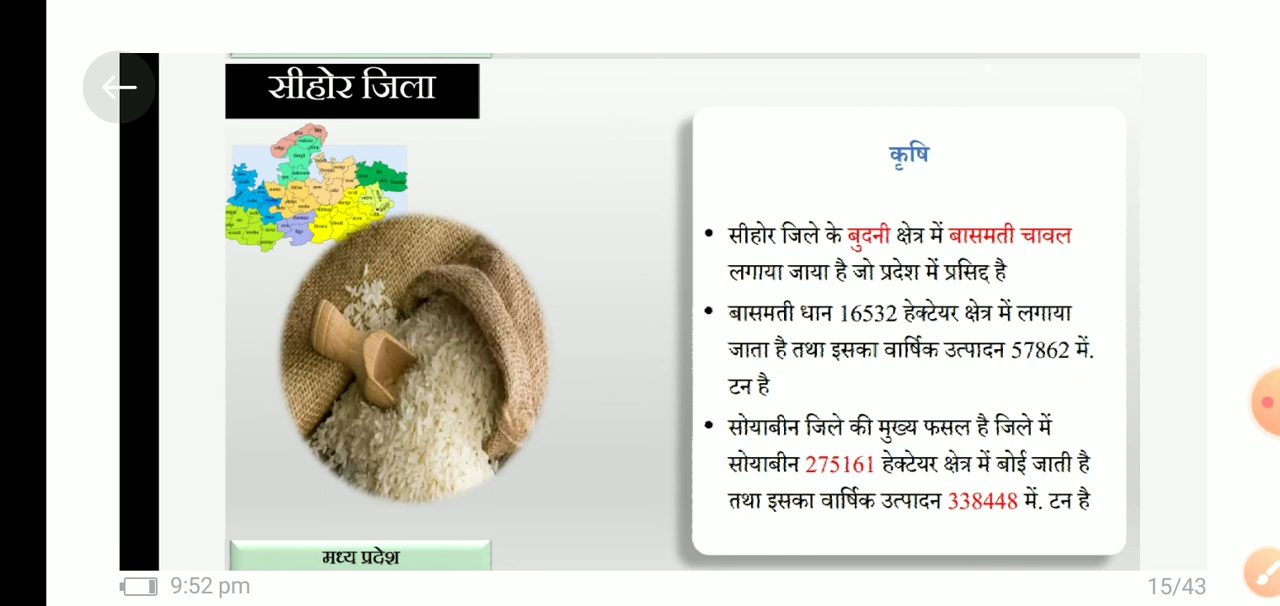 सीहोर जिला
कृषि
• सीहोर जिले के बुदनी क्षेत्र में बासमती चावल
लगाया जाया है जो प्रदेश में प्रसिद्द है
• बासमती धान 16532 हेक्टेयर क्षेत्र में लगाया
जाता है तथा इसका वार्षिक उत्पादन 57862 में.
टन है
• सोयाबीन जिले की मुख्य फसल है जिले में
सोयाबीन 275161 हेक्टेयर क्षेत्र में बोई जाती है
तथा इसका वार्षिक उत्पादन 338448 में. टन है
मध्य प्रदेश
9:52 pm
15/43